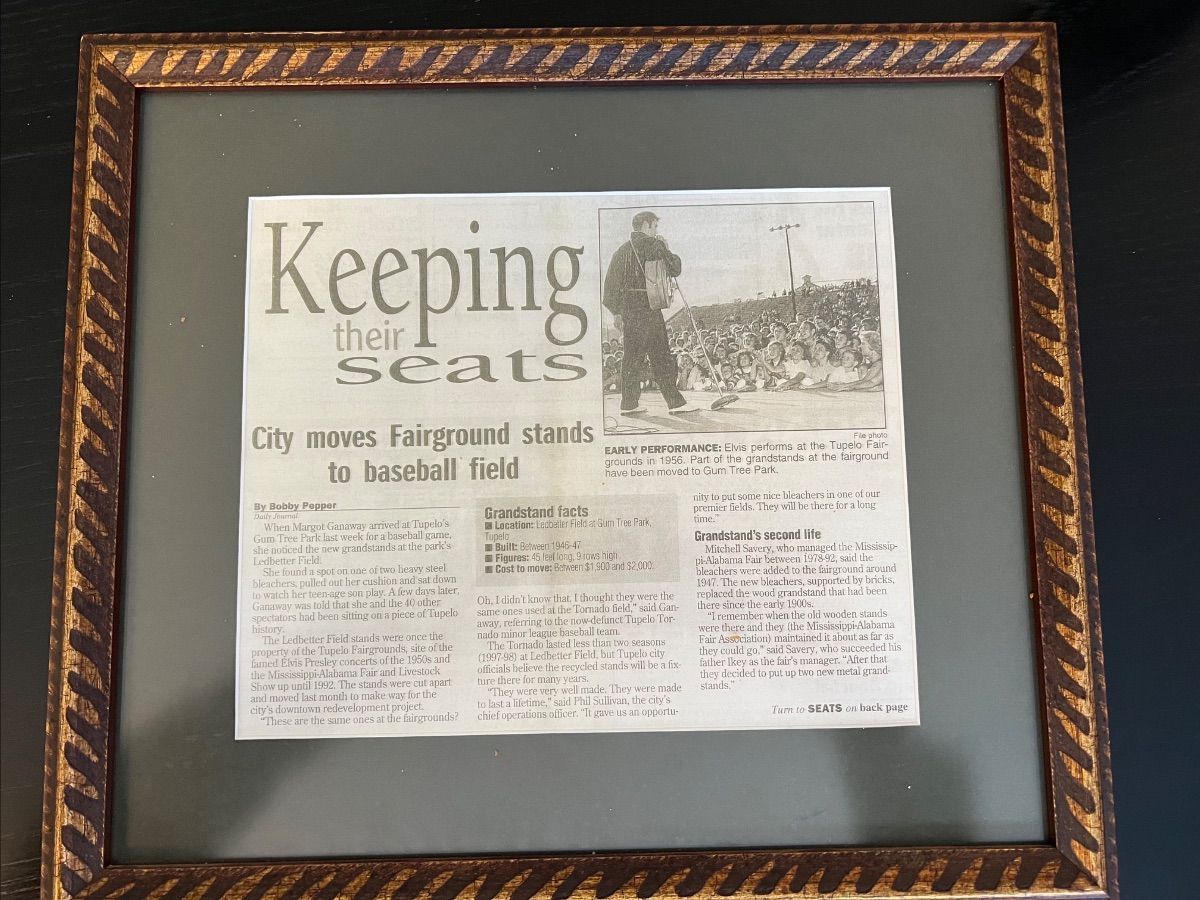 Keeping
their
seats
City moves Fairground stands
to baseball field
File photo
EARLY PERFORMANCE: Elvis performs at the Tupelo Fair-
grounds in 1956. Part of the grandstands at the fairground
have been moved to Gum Tree Park.
By Bobby Pepper
Daily Journal
When Margot Ganaway arrived at Tupelo's
Gum Tree Park last week for a baseball game,
she noticed the new grandstands at the park's
Ledbetter Field.
She found a spot on one of two heavy steel
bleachers, pulled out her cushion and sat down
to watch her teen-age son play. A few days later,
Ganaway was told that she and the 40 other
spectators had been sitting on a piece of Tupelo
history.
The Ledbetter Field stands were once the
property of the Tupelo Fairgrounds, site of the
famed Elvis Presley concerts of the 1950s and
the Mississippi-Alabama Fair and Livestock
Show up until 1992. The stands were cut apart
and moved last month to make way for the
city's downtown redevelopment project.
"These are the same ones at the fairgrounds?
Grandstand facts
■ Location: Ledbetter Field at Gum Tree Park,
Tupelo
■ Built: Between 1946-47
■ Figures: 45 feet long, 9 rows high
■ Cost to move: Between $1,900 and $2,000.
Oh, I didn't know that. I thought they were the
same ones used at the Tornado field," said Gan-
away, referring to the now-defunct Tupelo Tor-
nado minor league baseball team.
The Tornado lasted less than two seasons
(1997-98) at Ledbetter Field, but Tupelo city
officials believe the recycled stands will be a fix-
ture there for many years.
"They were very well made. They were made
to last a lifetime," said Phil Sullivan, the city's
chief operations officer. "It gave us an opportu-
nity to put some nice bleachers in one of our
premier fields. They will be there for a long
time."
Grandstand's second life
Mitchell Savery, who managed the Mississip-
pi-Alabama Fair between 1978-92, said the
bleachers were added to the fairground around
1947. The new bleachers, supported by bricks,
replaced the wood grandstand that had been
there since the early 1900s.
"I remember when the old wooden stands
were there and they (the Mississippi-Alabama
Fair Association) maintained it about as far as
they could go," said Savery, who succeeded his
father Ikey as the fair's manager. "After that
they decided to put up two new metal grand-
stands."
Turn to SEATS on back page